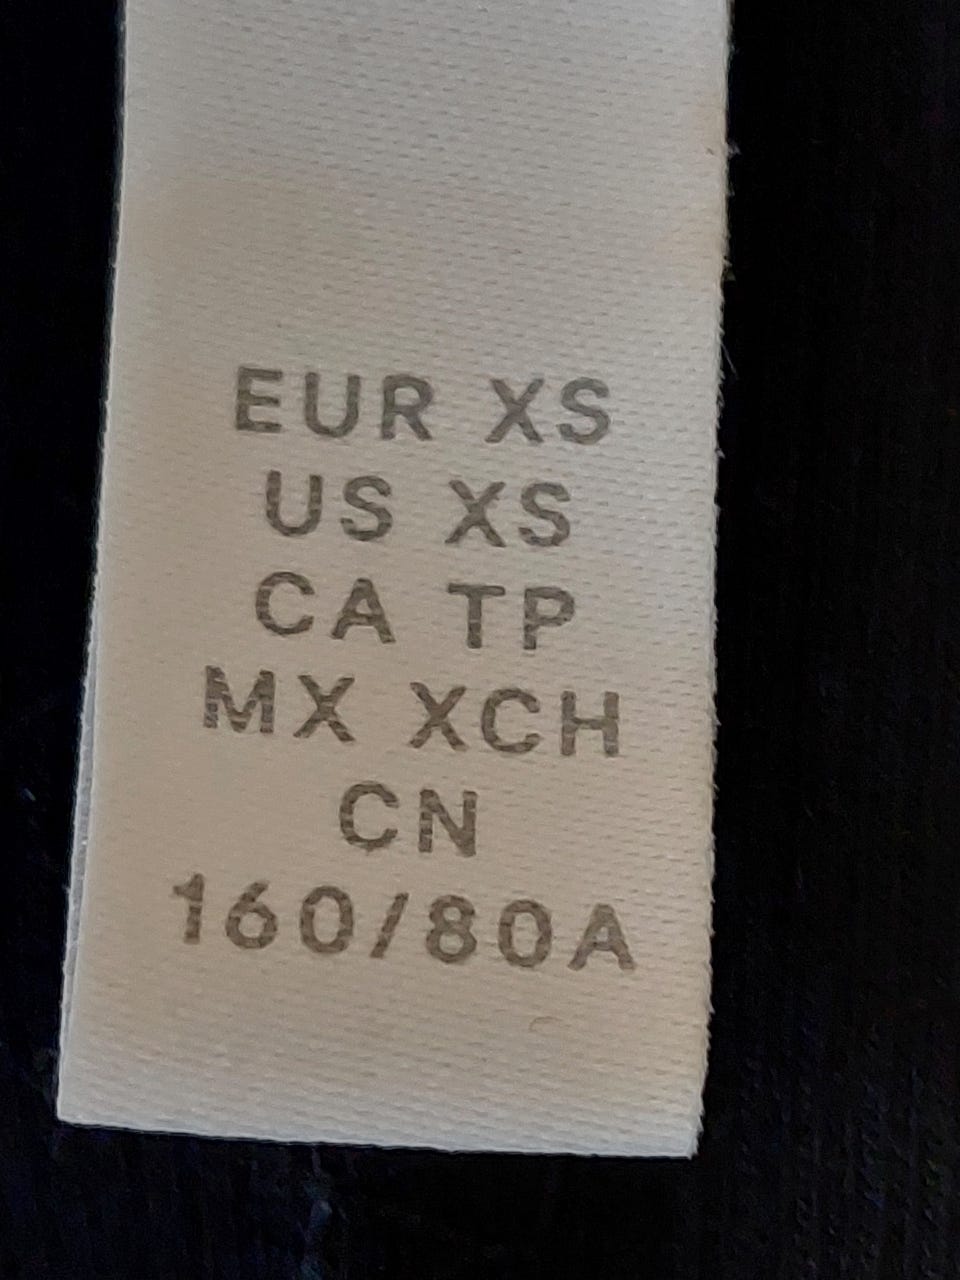 EUR XS
US XS
CA TP
MX XCH
CN
160/80A